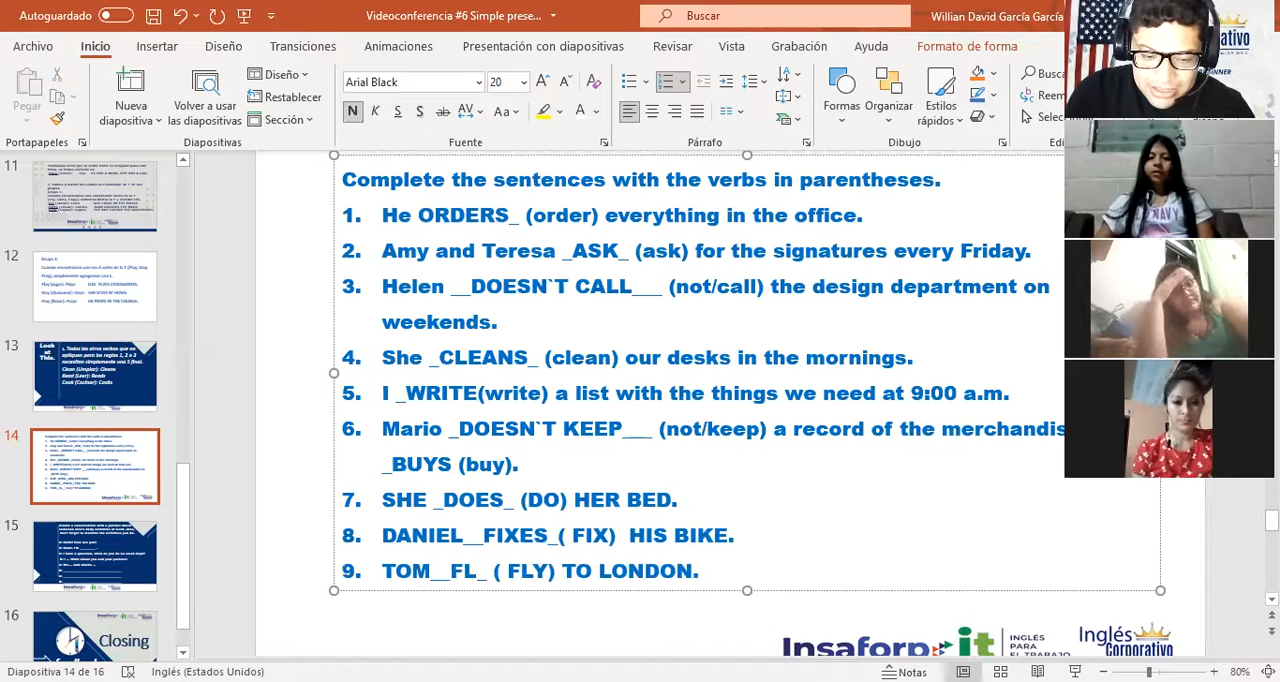 Autoguardado
Videoconferencia #6 Simple prese...
Buscar
Willian David García García
Archivo Inicio Insertar Diseño Transiciones Animaciones Presentación con diapositivas Revisar Vista Grabación Ayuda Formato de forma
Pegar
Nueva diapositiva
Volver a usar las diapositivas
Diseño
Restablecer
Sección
Arial Black 20
N K S S ab AV Aa A
Formas
Organizar
Estilos rápidos
Portapapeles Diapositivas Fuente Párrafo Dibujo
Complete the sentences with the verbs in parentheses.
1. He ORDERS_ (order) everything in the office.
2. Amy and Teresa _ASK_ (ask) for the signatures every Friday.
3. Helen __DOESN`T CALL___ (not/call) the design department on
weekends.
4. She _CLEANS_ (clean) our desks in the mornings.
5. I _WRITE(write) a list with the things we need at 9:00 a.m.
6. Mario _DOESN`T KEEP___ (not/keep) a record of the merchandis
_BUYS (buy).
7. SHE _DOES_ (DO) HER BED.
8. DANIEL__FIXES_( FIX) HIS BIKE.
9. TOM__FL_ ( FLY) TO LONDON.
Insaforp it
INGLÉS
PARA
EL TRABAJO
Inglés
Corporativo
11
12
13
Look at This.
14
15
16
Closing
Diapositiva 14 de 16
Inglés (Estados Unidos)
Notas
80%